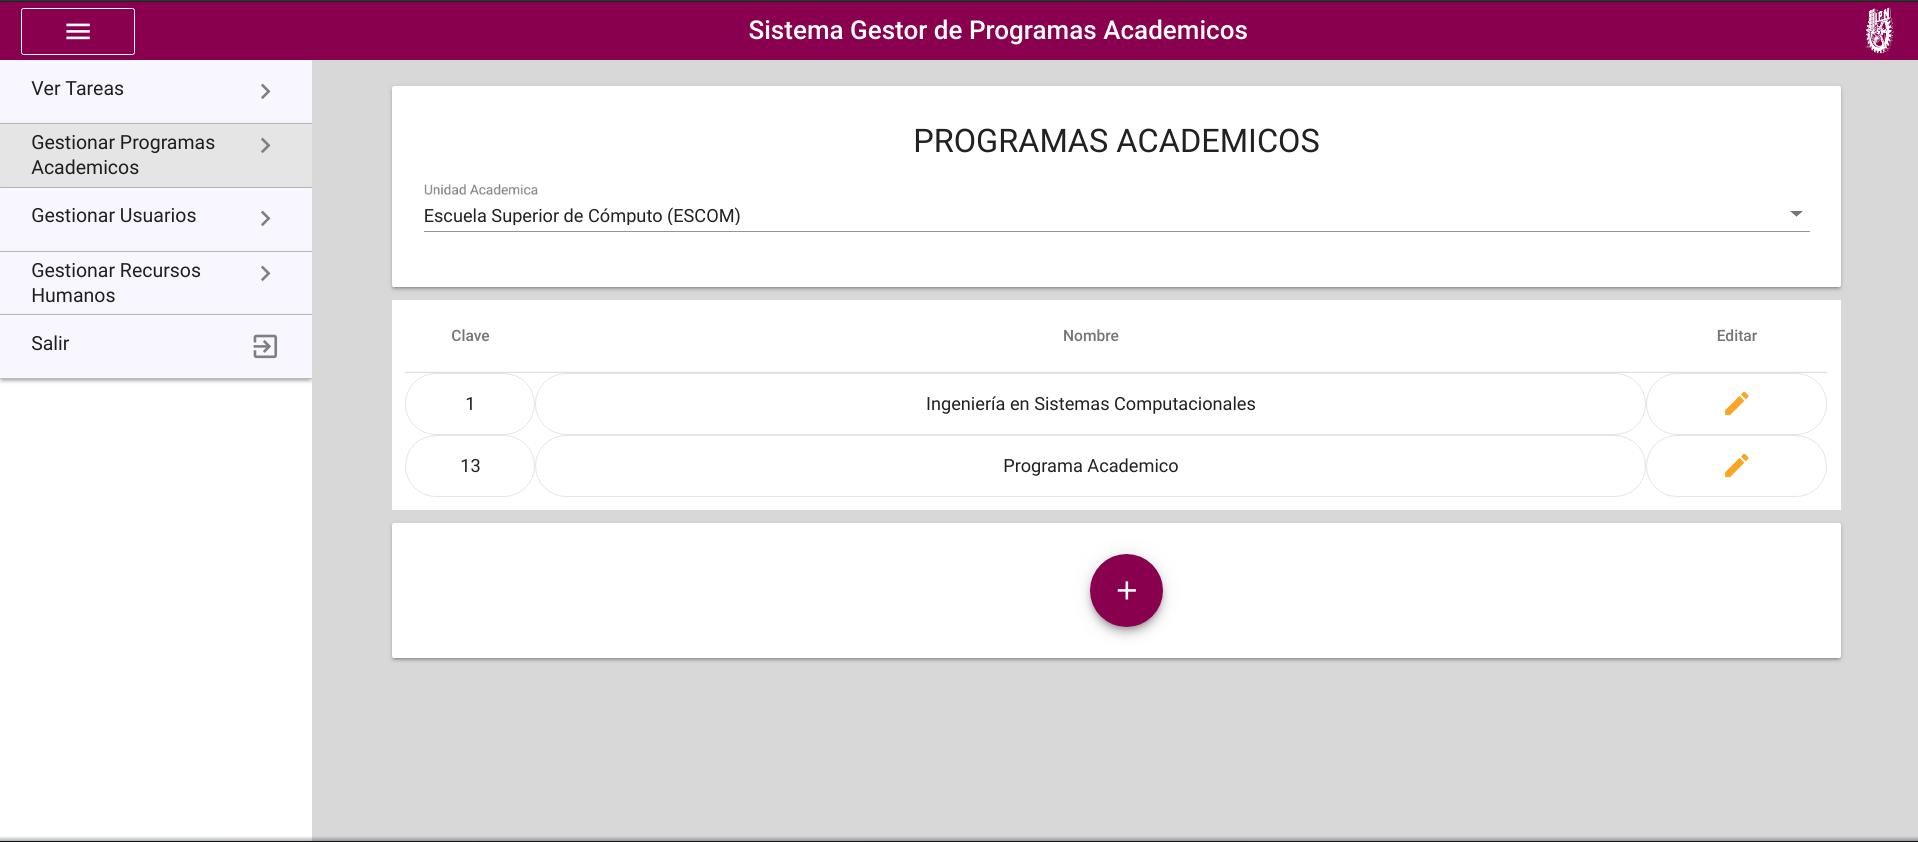 Sistema Gestor de Programas Academicos
Ver Tareas
Gestionar Programas
Academicos
Gestionar Usuarios
Gestionar Recursos
Humanos
Salir
PROGRAMAS ACADEMICOS
Unidad Academica
Escuela Superior de Cómputo (ESCOM)
Clave Nombre Editar
1 Ingeniería en Sistemas Computacionales
13 Programa Academico
+